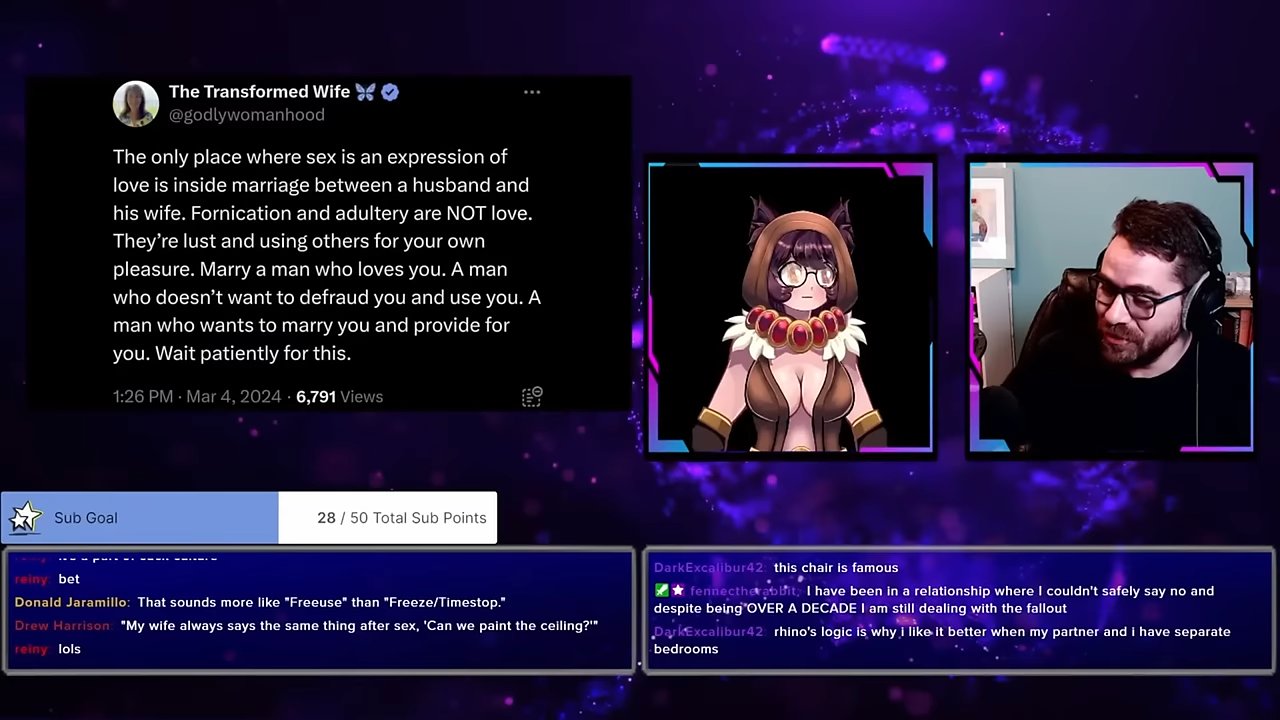 The Transformed Wife
@godlywomanhood
The only place where sex is an expression of
love is inside marriage between a husband and
his wife. Fornication and adultery are NOT love.
They’re lust and using others for your own
pleasure. Marry a man who loves you. A man
who doesn’t want to defraud you and use you. A
man who wants to marry you and provide for
you. Wait patiently for this.
1:26 PM · Mar 4, 2024 · 6,791 Views
Sub Goal
28 / 50 Total Sub Points
reiny: bet
Donald Jaramillo: That sounds more like "Freeuse" than "Freeze/Timestop."
Drew Harrison: "My wife always says the same thing after sex, 'Can we paint the ceiling?'"
reiny: lols
DarkExcalibur42: this chair is famous
fennectherabbit: I have been in a relationship where I couldn't safely say no and
despite being OVER A DECADE I am still dealing with the fallout
DarkExcalibur42: rhino's logic is why i like it better when my partner and i have separate
bedrooms